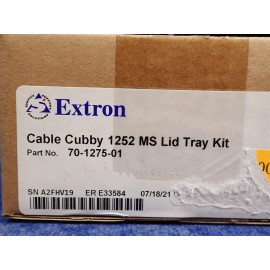 Extron
Cable Cubby 1252 MS Lid Tray Kit
Part No. 70-1275-01
SN A2FHV19 ER E33584 07/18/21